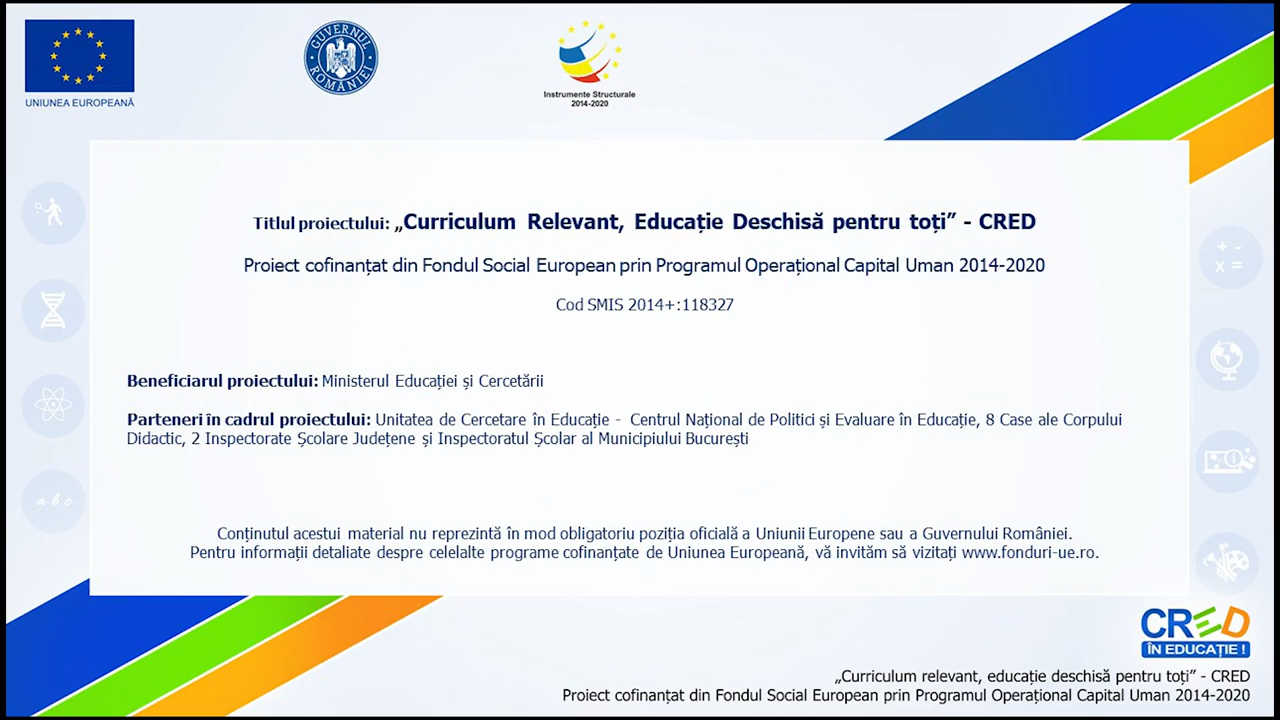 UNIUNEA EUROPEANĂ
GUVERNUL ROMÂNIEI
Instrumente Structurale
2014-2020
Titlul proiectului: „Curriculum Relevant, Educație Deschisă pentru toți” - CRED
Proiect cofinanțat din Fondul Social European prin Programul Operațional Capital Uman 2014-2020
Cod SMIS 2014+:118327
+ -
x =
Beneficiarul proiectului: Ministerul Educației și Cercetării
Parteneri în cadrul proiectului: Unitatea de Cercetare în Educație - Centrul Național de Politici și Evaluare în Educație, 8 Case ale Corpului
Didactic, 2 Inspectorate Școlare Județene și Inspectoratul Școlar al Municipiului București
a b c
Conținutul acestui material nu reprezintă în mod obligatoriu poziția oficială a Uniunii Europene sau a Guvernului României.
Pentru informații detaliate despre celelalte programe cofinanțate de Uniunea Europeană, vă invităm să vizitați www.fonduri-ue.ro.
CRED
ÎN EDUCAȚIE !
„Curriculum relevant, educație deschisă pentru toți” - CRED
Proiect cofinanțat din Fondul Social European prin Programul Operațional Capital Uman 2014-2020